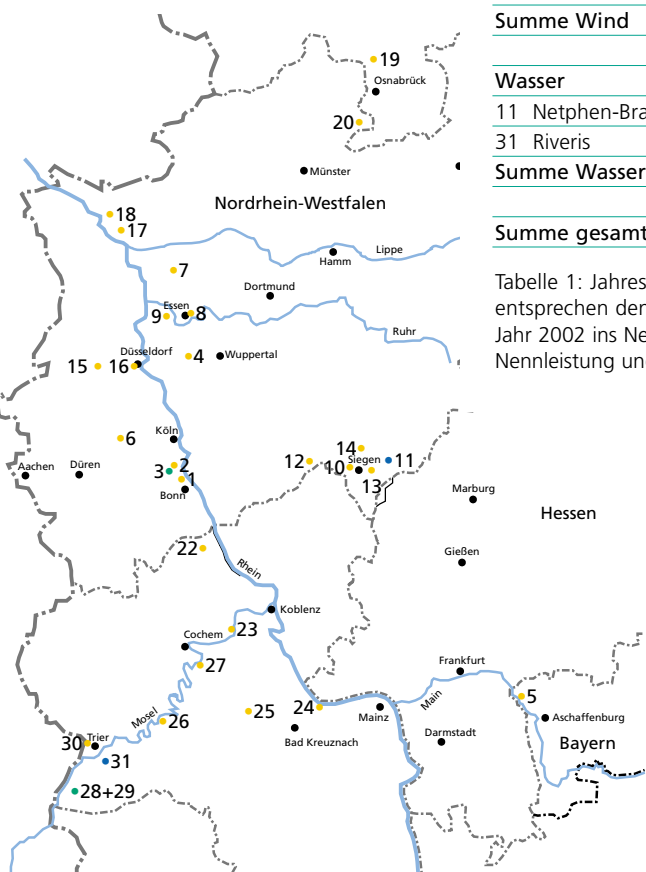 Summe Wind
Wasser
11 Netphen-Bra
31 Riveris
Summe Wasser
Summe gesamt
Tabelle 1: Jahres
entsprechen der
Jahr 2002 ins Ne
Nennleistung un
19
Osnabrück
20
Münster
Nordrhein-Westfalen
18
17
Lippe
Hamm
7
Dortmund
Essen
9
8
Ruhr
Düsseldorf
4
Wuppertal
15
16
Köln
6
14
Siegen
Aachen
Düren
3
2
12
10
11
1
13
Bonn
Marburg
Hessen
22
Gießen
Rhein
Koblenz
23
Cochem
27
Frankfurt
Mosel
Main
5
26
25
24
Mainz
Aschaffenburg
30
Trier
Bad Kreuznach
Darmstadt
Bayern
31
28+29